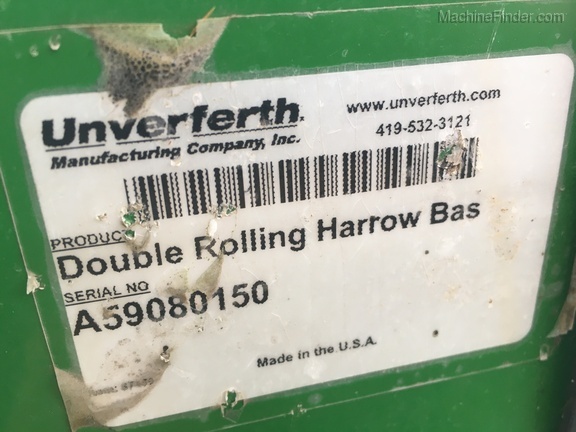 MachineFinder.com
Unverferth
Manufacturing Company, Inc.
www.unverferth.com
419-532-3121
PRODUCT
Double Rolling Harrow Bas
SERIAL NO
A59080150
Made in the U.S.A.